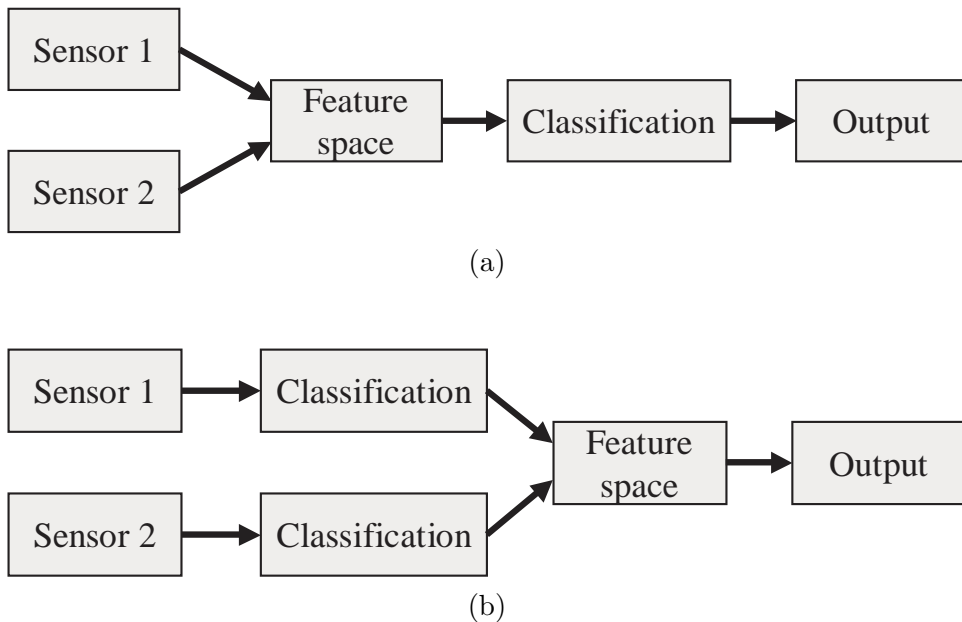 Sensor 1
Feature
space
Classification
Output
Sensor 2
(a)
Sensor 1
Classification
Feature
space
Output
Sensor 2
Classification
(b)